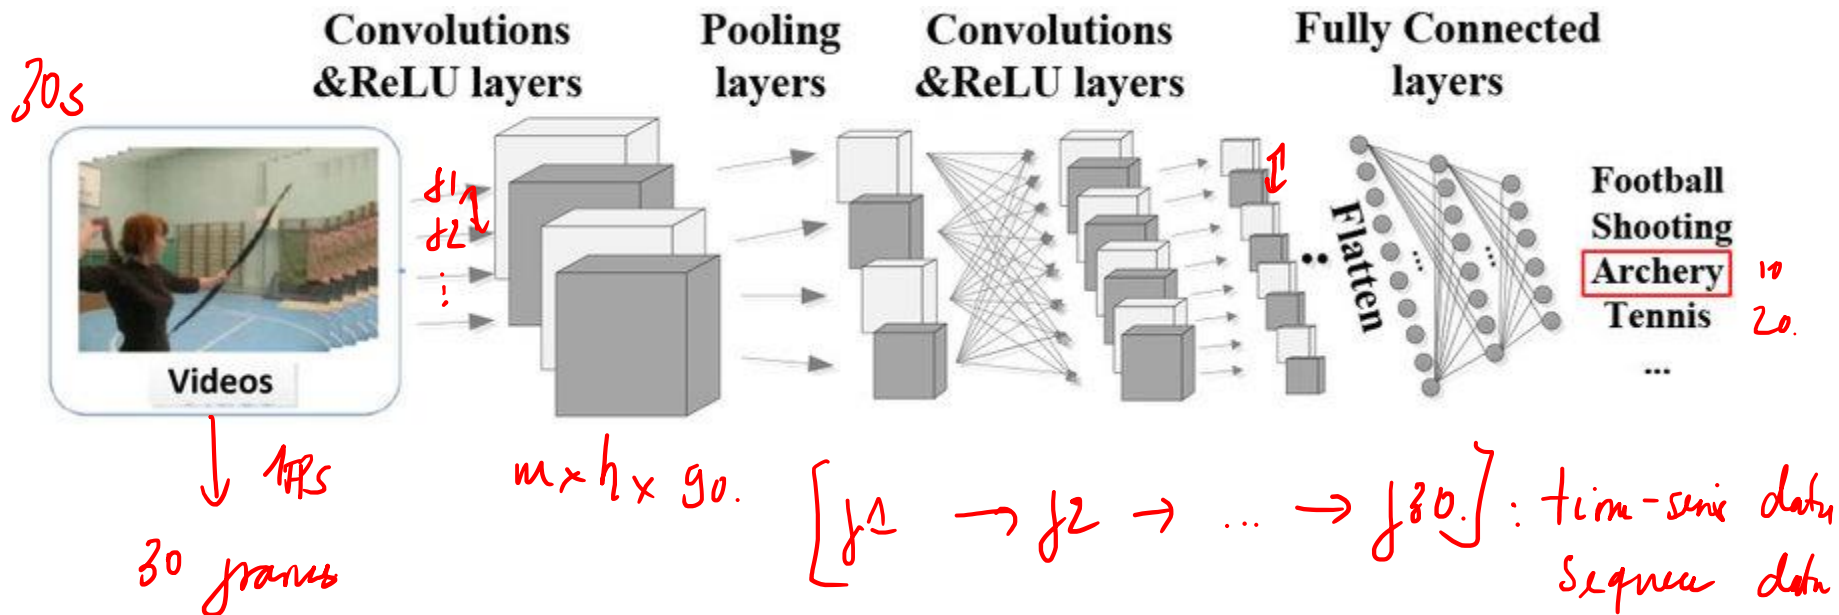 Convolutions
&ReLU layers
Pooling
layers
Convolutions
&ReLU layers
Fully Connected
layers
30s
f1
f2
⋮
Videos
Flatten
Football
Shooting
Archery
Tennis
...
10
20.
1FPS
30 frames
m x h x 90.
[f1 → f2 → ... → f30.] : time-serie data
sequece data